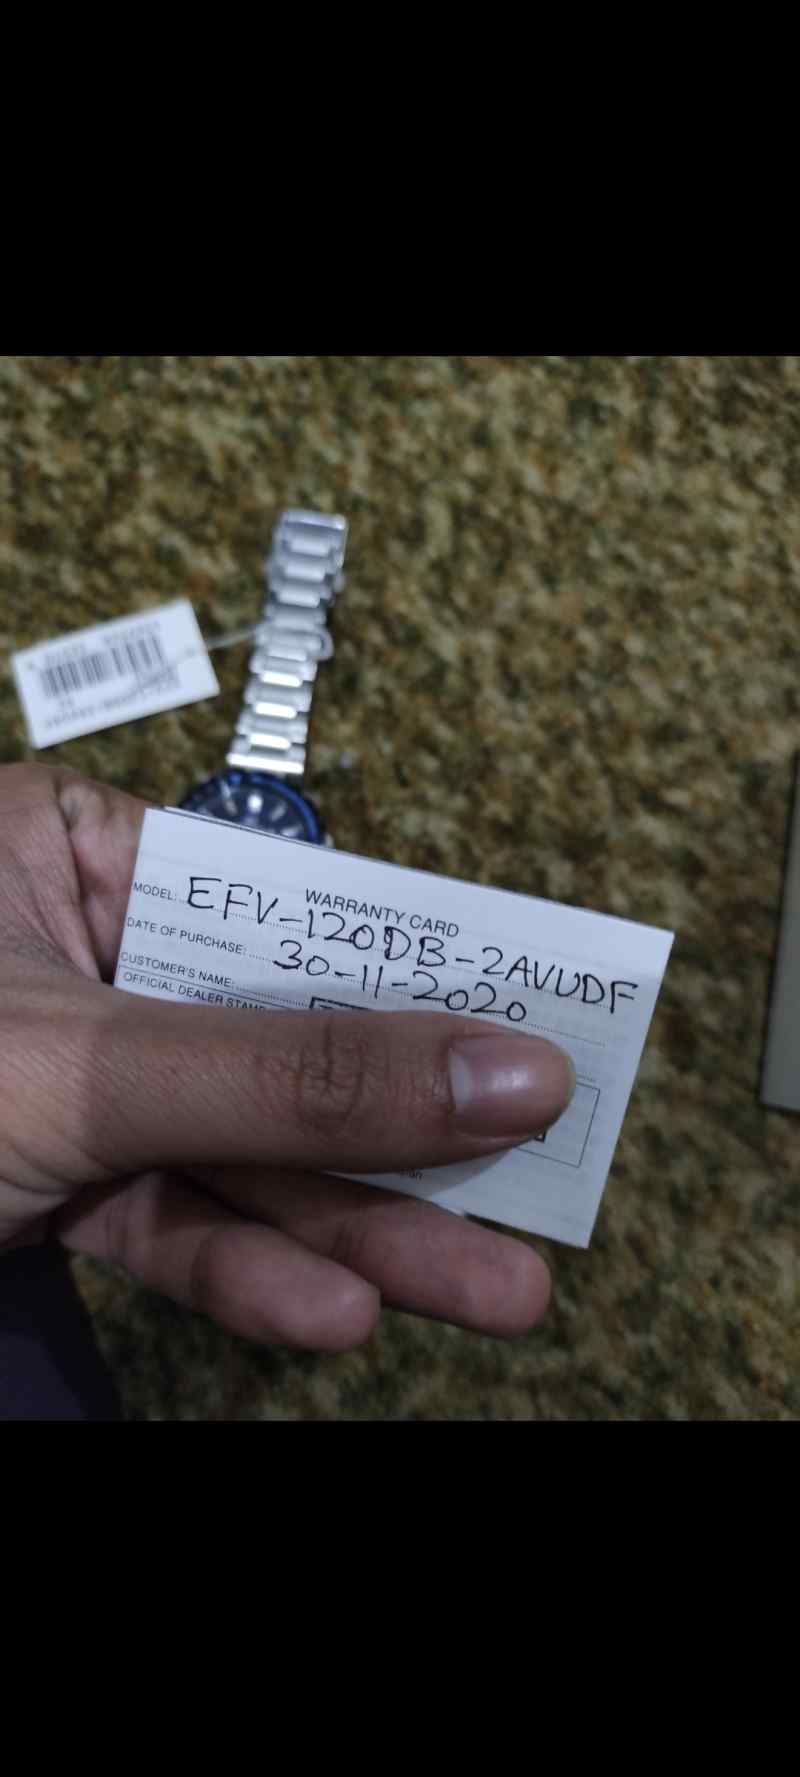 WARRANTY CARD
MODEL: EFV-120DB-2AVUDF
DATE OF PURCHASE: 30-11-2020
CUSTOMER'S NAME:
OFFICIAL DEALER STAMP